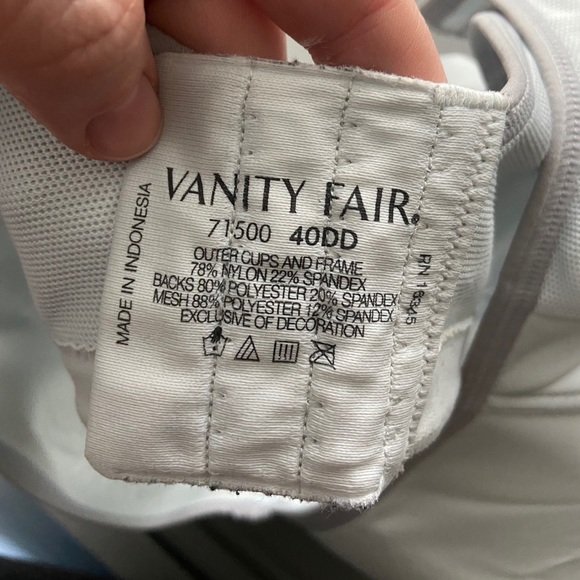 VANITY FAIR®
71500 40DD
OUTER CUPS AND FRAME
78% NYLON 22% SPANDEX
BACKS 80% POLYESTER 20% SPANDEX
MESH 88% POLYESTER 12% SPANDEX
EXCLUSIVE OF DECORATION
MADE IN INDONESIA
RN